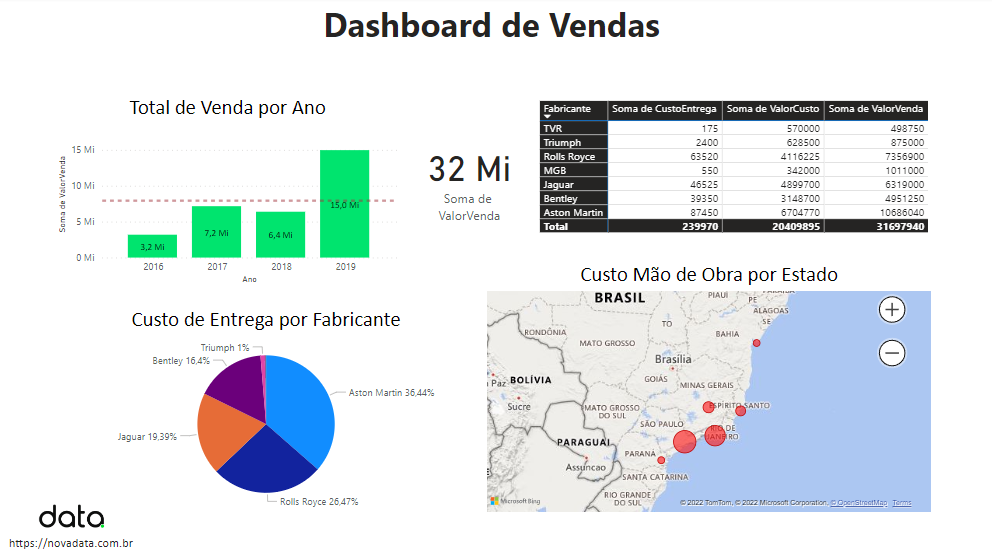 Dashboard de Vendas
Total de Venda por Ano
Soma de ValorVenda
15 Mi
10 Mi
5 Mi
0 Mi
3,2 Mi
7,2 Mi
6,4 Mi
15,0 Mi
2016 2017 2018 2019
Ano
32 Mi
Soma de
ValorVenda
Fabricante Soma de CustoEntrega Soma de ValorCusto Soma de ValorVenda
TVR 175 570000 498750
Triumph 2400 628500 875000
Rolls Royce 63520 4116225 7356900
MGB 550 342000 1011000
Jaguar 46525 4899700 6319000
Bentley 39350 3148700 4951250
Aston Martin 87450 6704770 10686040
Total 239970 20409895 31697940
Custo de Entrega por Fabricante
Triumph 1%
Bentley 16,4%
Aston Martin 36,44%
Jaguar 19,39%
Rolls Royce 26,47%
Custo Mão de Obra por Estado
BRASIL
PIAUÍ
PE
ALAGOAS
SE
TO
RONDÔNIA
BAHIA
MATO GROSSO
Brasília
GOIÁS
Paz
BOLÍVIA
MINAS GERAIS
Sucre
MATO GROSSO
DO SUL
ESPÍRITO SANTO
SÃO PAULO
RIO DE
JANEIRO
PARAGUAI
PARANÁ
Assuncao
SANTA CATARINA
RIO GRANDE
DO SUL
Microsoft Bing
© 2022 TomTom, © 2022 Microsoft Corporation, © OpenStreetMap Terms
data
https://novadata.com.br